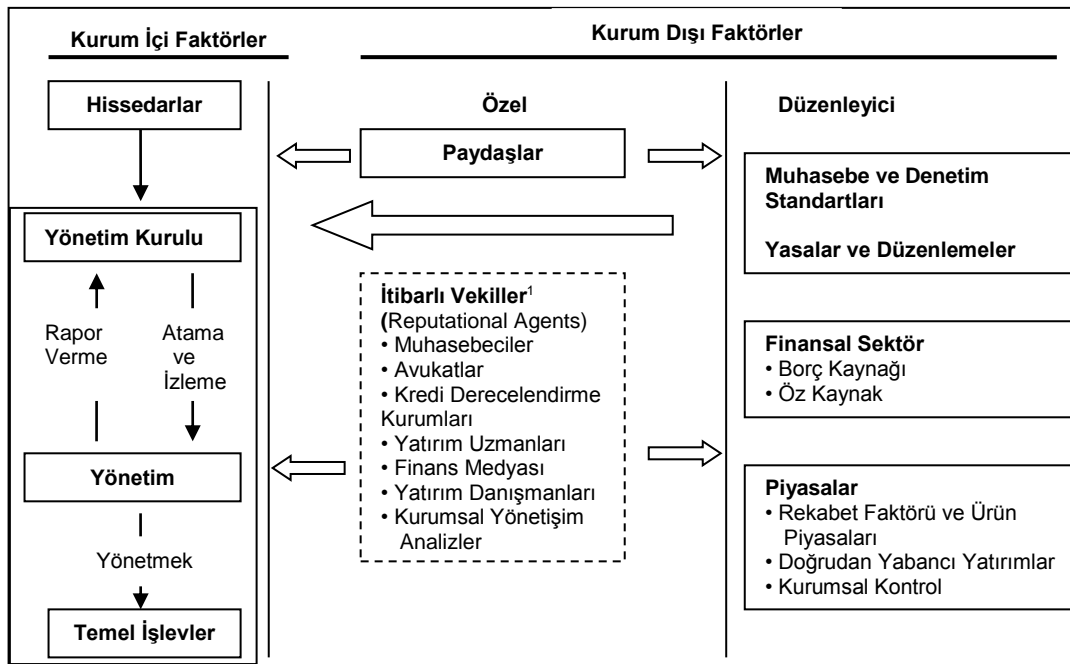 Kurum İçi Faktörler
Kurum Dışı Faktörler
Hissedarlar
Yönetim Kurulu
Rapor
Verme
Atama
ve
İzleme
Yönetim
Yönetmek
Temel İşlevler
Özel
Paydaşlar
İtibarlı Vekiller¹
(Reputational Agents)
• Muhasebeciler
• Avukatlar
• Kredi Derecelendirme
Kurumları
• Yatırım Uzmanları
• Finans Medyası
• Yatırım Danışmanları
• Kurumsal Yönetişim
Analizler
Düzenleyici
Muhasebe ve Denetim
Standartları
Yasalar ve Düzenlemeler
Finansal Sektör
• Borç Kaynağı
• Öz Kaynak
Piyasalar
• Rekabet Faktörü ve Ürün
Piyasaları
• Doğrudan Yabancı Yatırımlar
• Kurumsal Kontrol